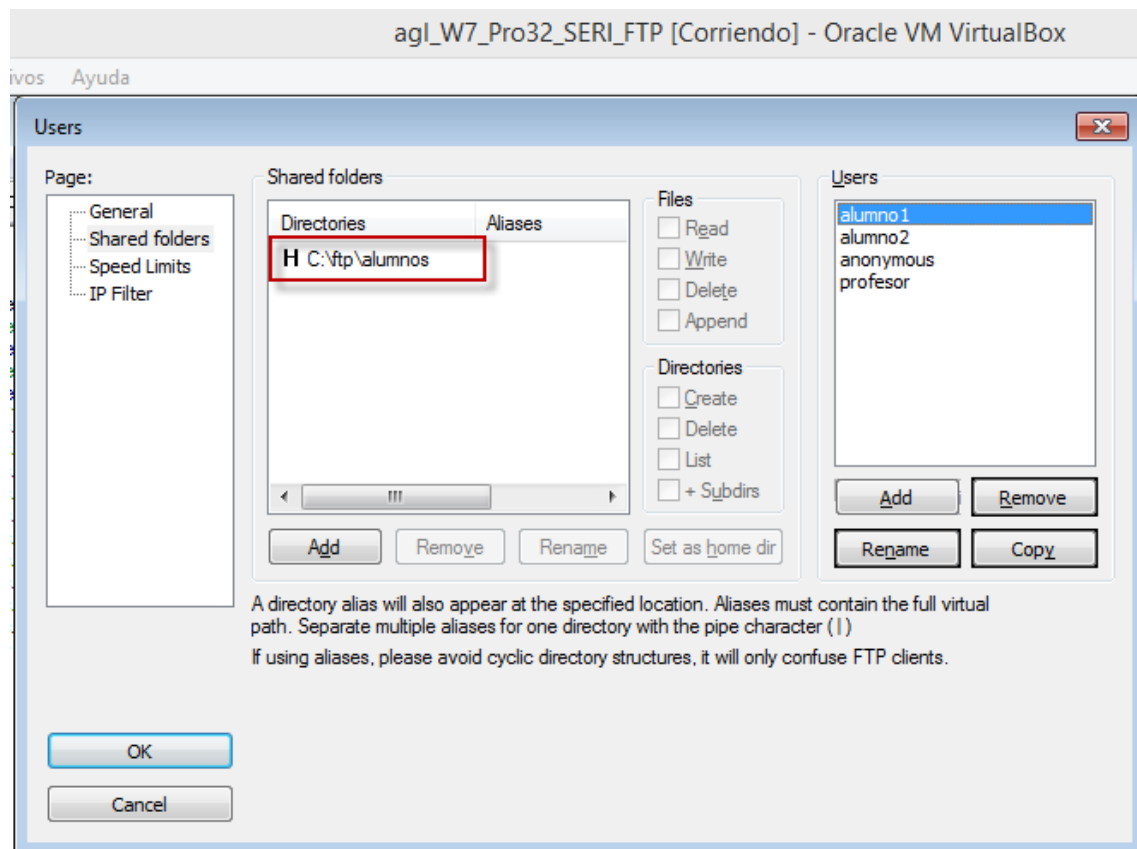 agl_W7_Pro32_SERI_FTP [Corriendo] - Oracle VM VirtualBox
ivos Ayuda
Users
Page:
General
Shared folders
Speed Limits
IP Filter
Shared folders
Directories Aliases
H C:\ftp\alumnos
Files
Read
Write
Delete
Append
Directories
Create
Delete
List
+ Subdirs
Add Remove Rename Set as home dir
Users
alumno1
alumno2
anonymous
profesor
Add Remove
Rename Copy
A directory alias will also appear at the specified location. Aliases must contain the full virtual
path. Separate multiple aliases for one directory with the pipe character (|)
If using aliases, please avoid cyclic directory structures, it will only confuse FTP clients.
OK
Cancel